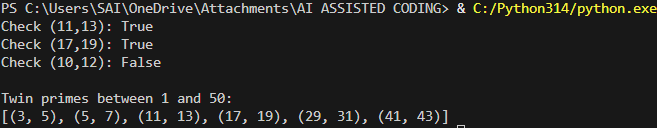 PS C:\Users\SAI\OneDrive\Attachments\AI ASSISTED CODING> & C:/Python314/python.exe
Check (11,13): True
Check (17,19): True
Check (10,12): False
Twin primes between 1 and 50:
[(3, 5), (5, 7), (11, 13), (17, 19), (29, 31), (41, 43)]